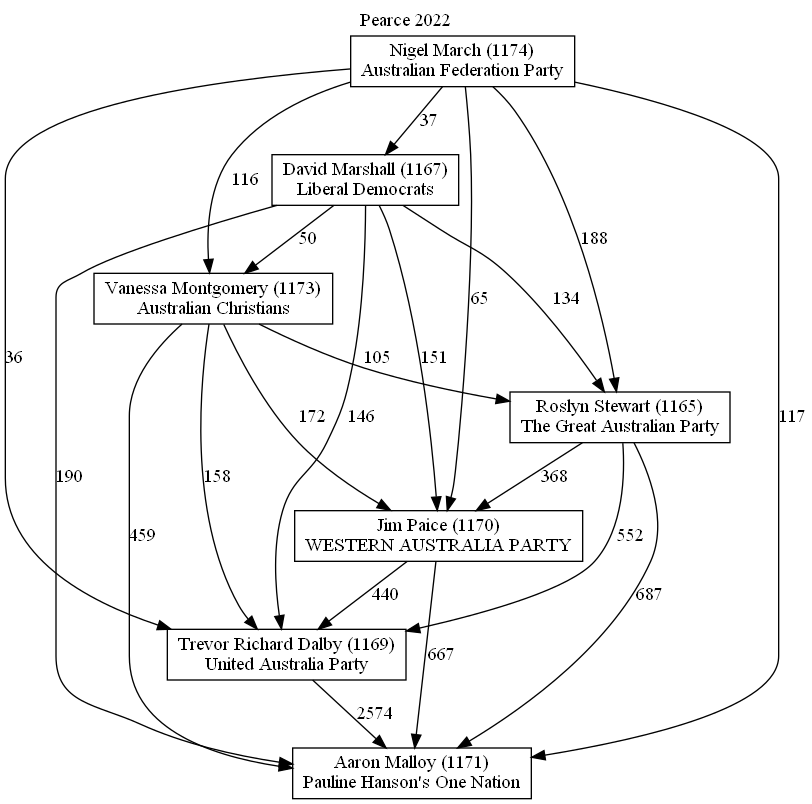 Pearce 2022
Nigel March (1174)
Australian Federation Party
37
David Marshall (1167)
Liberal Democrats
116
50
188
Vanessa Montgomery (1173)
Australian Christians
65
134
36
105
151
117
Roslyn Stewart (1165)
The Great Australian Party
172
146
190
158
368
459
Jim Paice (1170)
WESTERN AUSTRALIA PARTY
552
440
687
Trevor Richard Dalby (1169)
United Australia Party
667
2574
Aaron Malloy (1171)
Pauline Hanson's One Nation